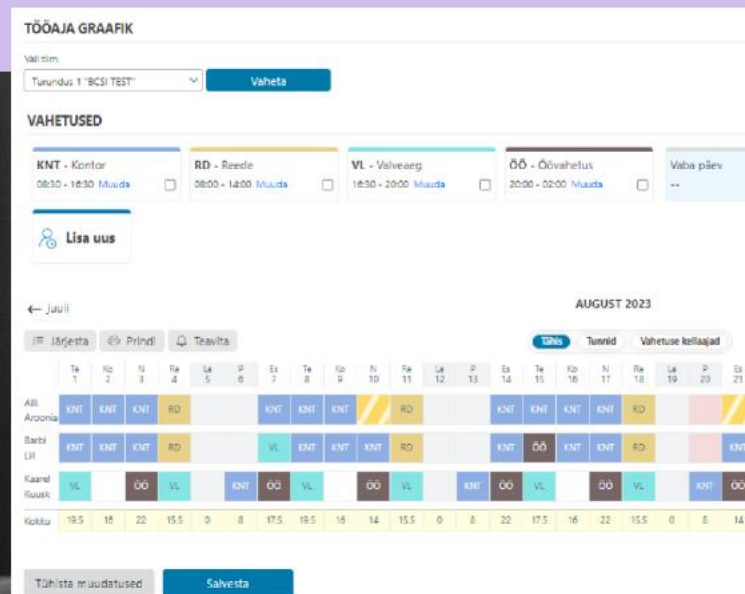 TÖÖAJA GRAAFIK
Vali tiim
Turundus 1 "BCSI TEST"
Vaheta
VAHETUSED
KNT - Kontor
08:30 - 16:30 Muuda
RD - Reede
08:00 - 14:00 Muuda
VL - Valveaeg
16:30 - 20:00 Muuda
ÖÖ - Öövahetus
20:00 - 02:00 Muuda
Vaba päev
--
Lisa uus
← juuli
AUGUST 2023
Järjesta Prindi Teavita
Tähis Tunnid Vahetuse kellaajad
Te Ko N Re La P Es Te Ko N Re La P Es Te Ko N Re La P Es
1 2 3 4 5 6 7 8 9 10 11 12 13 14 15 16 17 18 19 20 21
Alli Aroonia KNT KNT KNT RD KNT KNT KNT RD KNT KNT KNT KNT RD
Barbi Lill KNT KNT KNT RD VL KNT KNT KNT RD KNT ÖÖ KNT KNT RD KNT
Kaarel Kuusk VL ÖÖ VL KNT ÖÖ VL ÖÖ VL KNT ÖÖ VL ÖÖ VL KNT ÖÖ
Kokku 19.5 16 22 15.5 0 8 17.5 19.5 16 14 15.5 0 8 22 17.5 16 22 15.5 0 8 14
Tühista muudatused
Salvesta